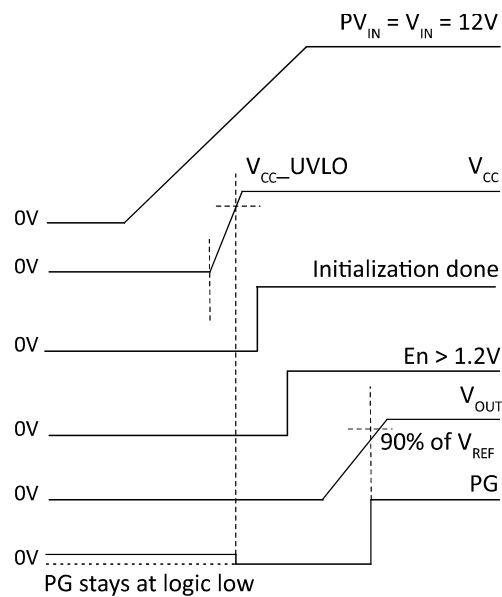 PV_IN = V_IN = 12V
V_CC_UVLO
V_CC
0V
0V
Initialization done
0V
En > 1.2V
V_OUT
0V
90% of V_REF
PG
0V
0V
PG stays at logic low